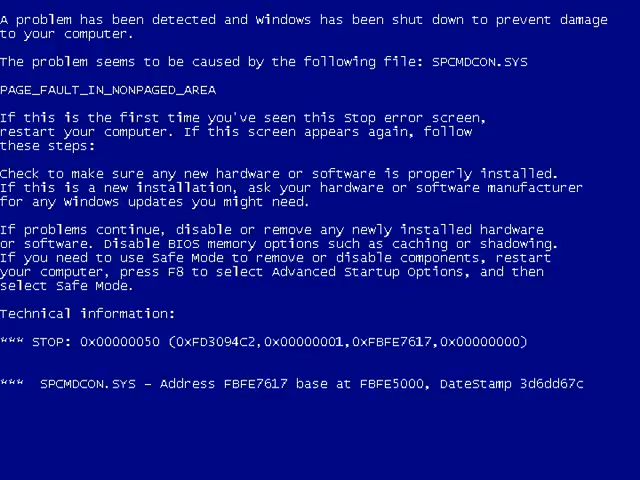 A problem has been detected and Windows has been shut down to prevent damage
to your computer.
The problem seems to be caused by the following file: SPCMDCON.SYS
PAGE_FAULT_IN_NONPAGED_AREA
If this is the first time you've seen this Stop error screen,
restart your computer. If this screen appears again, follow
these steps:
Check to make sure any new hardware or software is properly installed.
If this is a new installation, ask your hardware or software manufacturer
for any Windows updates you might need.
If problems continue, disable or remove any newly installed hardware
or software. Disable BIOS memory options such as caching or shadowing.
If you need to use Safe Mode to remove or disable components, restart
your computer, press F8 to select Advanced Startup Options, and then
select Safe Mode.
Technical information:
*** STOP: 0x00000050 (0xFD3094C2,0x00000001,0xFBFE7617,0x00000000)
*** SPCMDCON.SYS - Address FBFE7617 base at FBFE5000, DateStamp 3d6dd67c